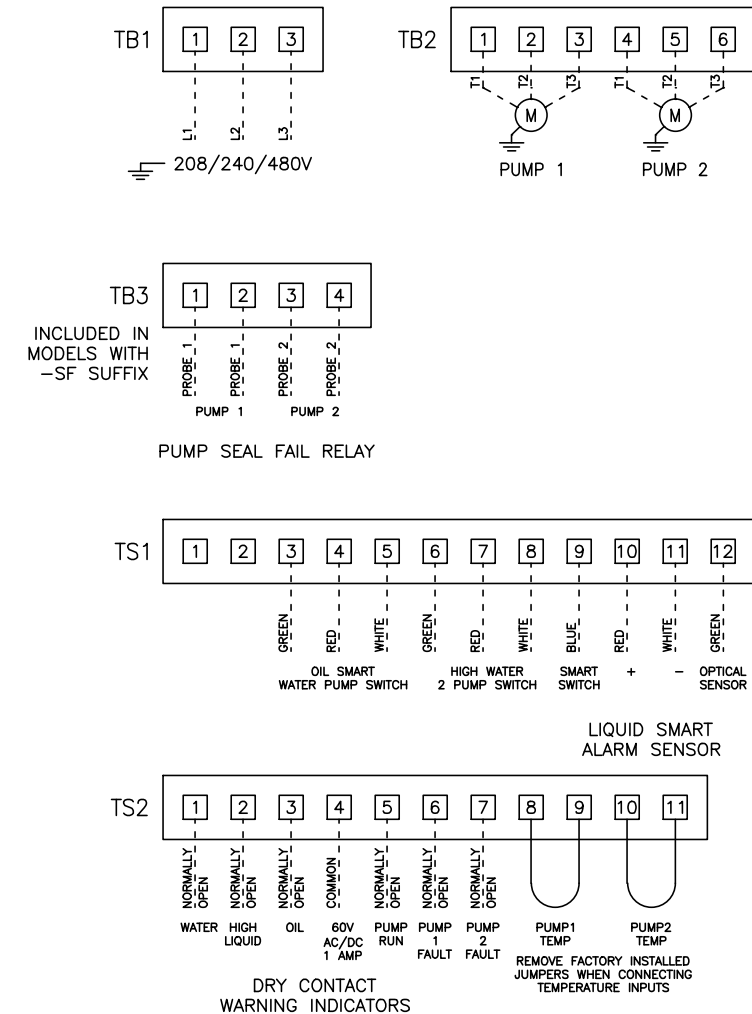 TB1 1 2 3
L1 L2 L3
208/240/480V
TB2 1 2 3 4 5 6
T1 T2 T3 T1 T2 T3
M M
PUMP 1 PUMP 2
TB3 1 2 3 4
INCLUDED IN
MODELS WITH
-SF SUFFIX
PROBE 1 PROBE 1 PROBE 2 PROBE 2
PUMP 1 PUMP 2
PUMP SEAL FAIL RELAY
TS1 1 2 3 4 5 6 7 8 9 10 11 12
GREEN RED WHITE GREEN RED WHITE BLUE RED WHITE GREEN
OIL SMART
WATER PUMP SWITCH
HIGH WATER
2 PUMP SWITCH
SMART
SWITCH
+ -
OPTICAL
SENSOR
LIQUID SMART
ALARM SENSOR
TS2 1 2 3 4 5 6 7 8 9 10 11
NORMALLY OPEN
NORMALLY OPEN
NORMALLY OPEN
COMMON
NORMALLY OPEN
NORMALLY OPEN
NORMALLY OPEN
WATER
HIGH
LIQUID
OIL
60V
AC/DC
1 AMP
PUMP
RUN
PUMP
1
FAULT
PUMP
2
FAULT
PUMP1
TEMP
PUMP2
TEMP
REMOVE FACTORY INSTALLED
JUMPERS WHEN CONNECTING
TEMPERATURE INPUTS
DRY CONTACT
WARNING INDICATORS